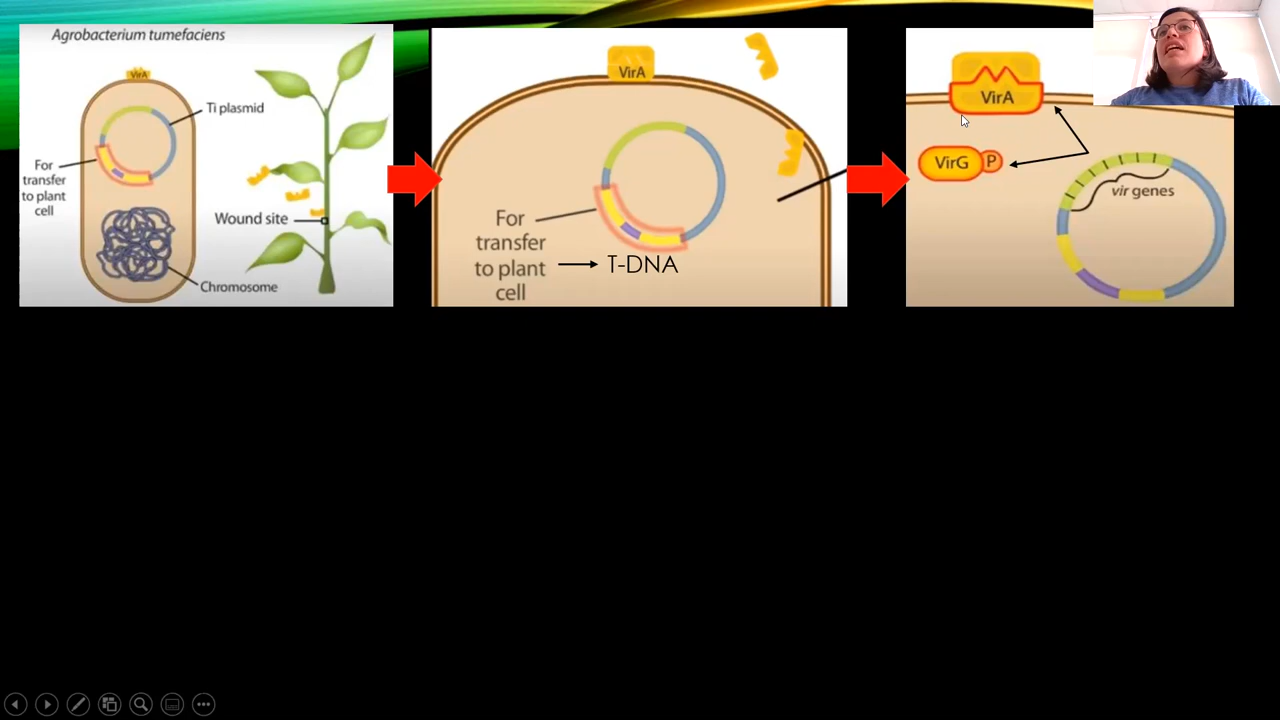 Agrobacterium tumefaciens
VirA
Ti plasmid
For
transfer
to plant
cell
Wound site
Chromosome
VirA
For
transfer
to plant
cell
T-DNA
VirA
VirG P
vir genes